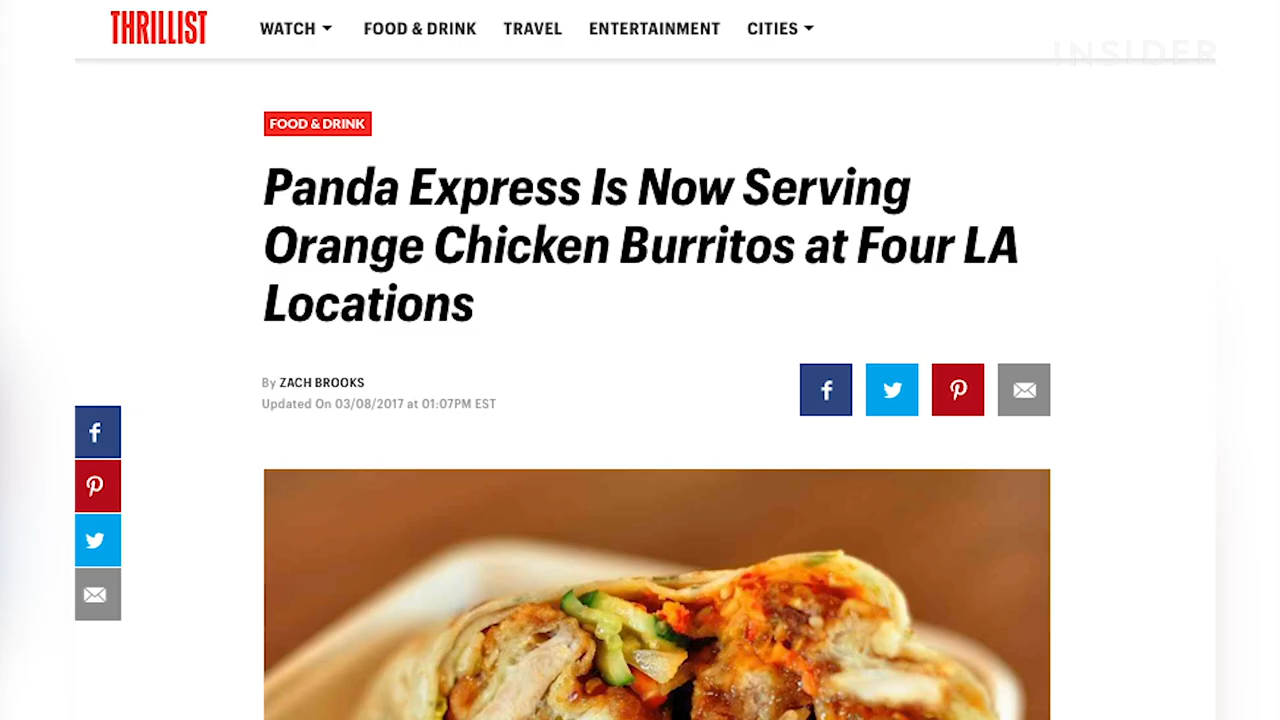 THRILLIST
WATCH FOOD & DRINK TRAVEL ENTERTAINMENT CITIES
INSIDER
FOOD & DRINK
Panda Express Is Now Serving
Orange Chicken Burritos at Four LA
Locations
By ZACH BROOKS
Updated On 03/08/2017 at 01:07PM EST